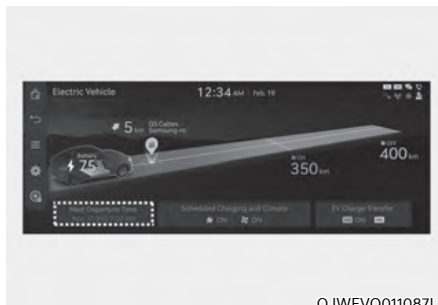 Electric Vehicle
12:34 AM Feb. 19
5 km
GS Caltex
Samsung-ro
Battery
75%
ON
350 km
OFF
400 km
Next Departure Time
Scheduled Charging and Climate
ON
ON
EV Charge Transfer
ON
OJWEVQ011087L